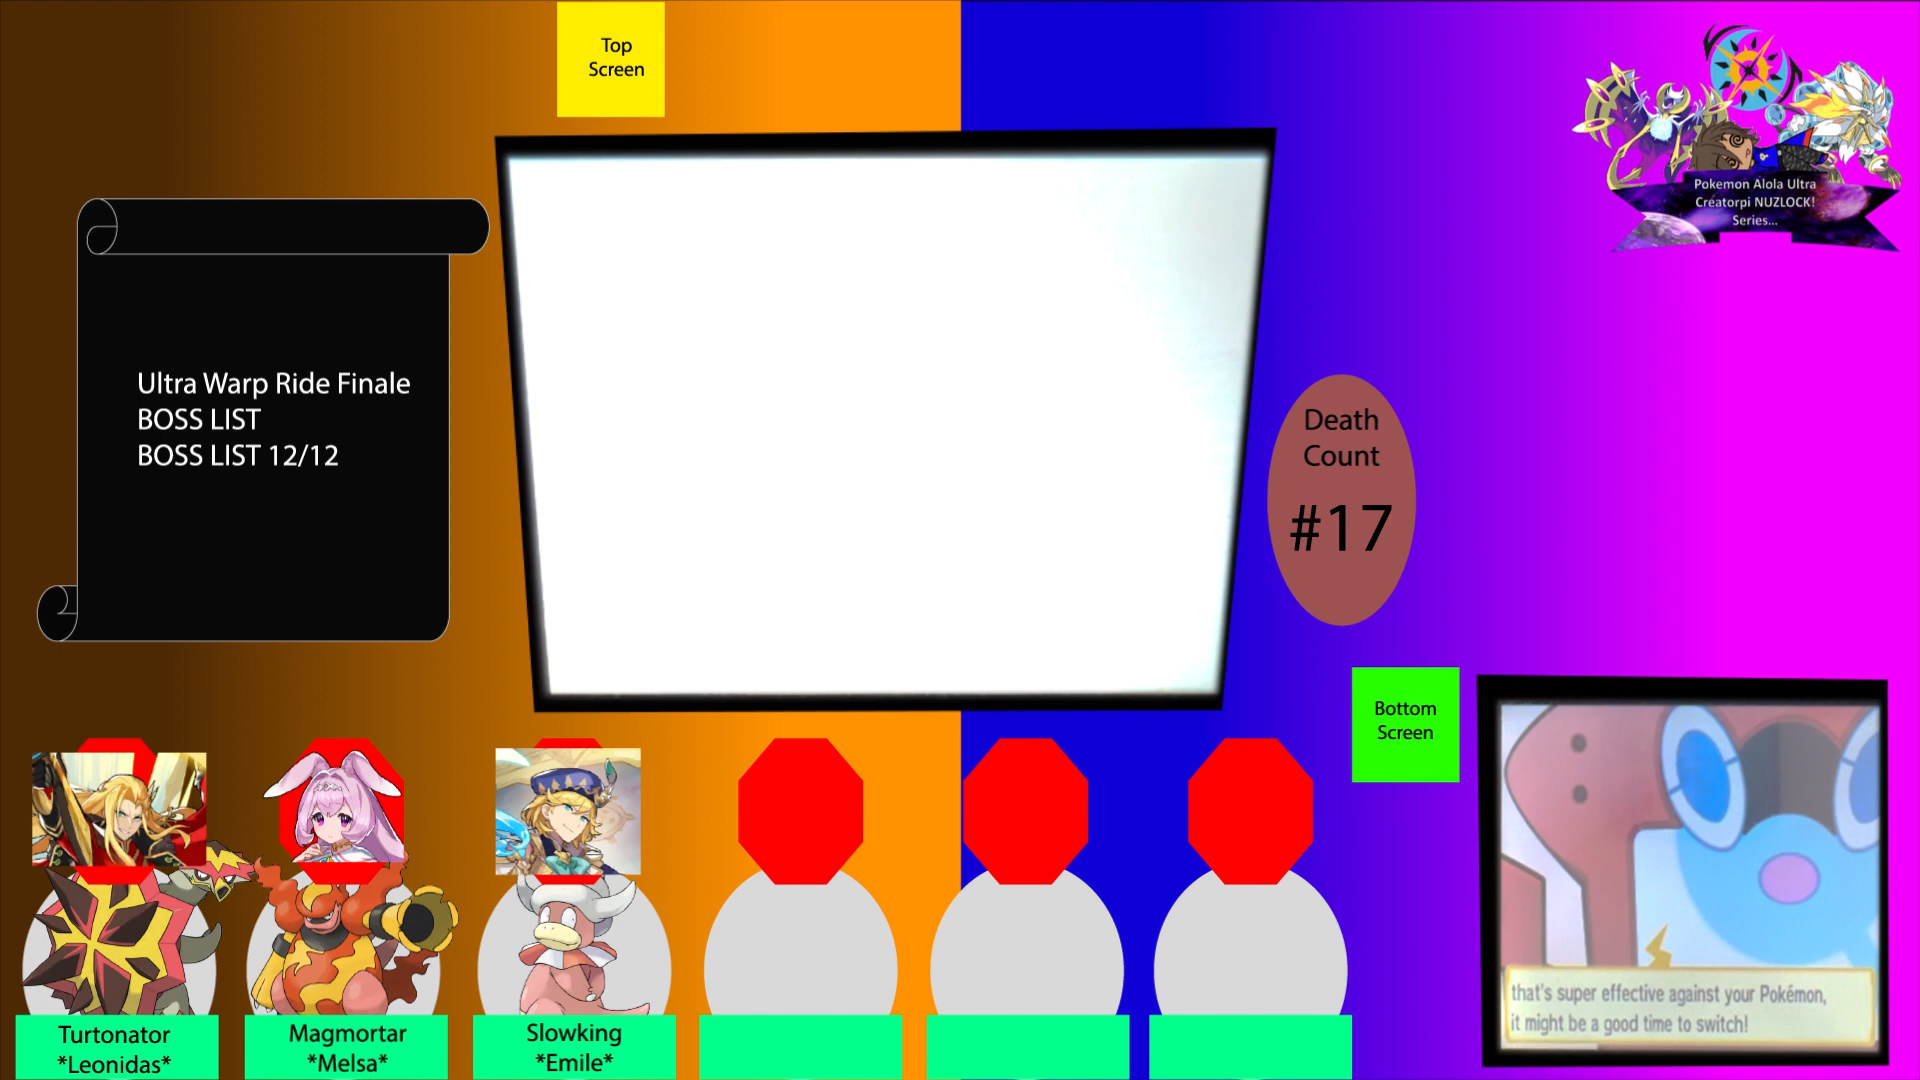 Top
Screen
Pokemon Alola Ultra
Creatorpi NUZLOCK!
Series...
Ultra Warp Ride Finale
BOSS LIST
BOSS LIST 12/12
Death
Count
#17
Bottom
Screen
that's super effective against your Pokémon,
it might be a good time to switch!
Turtonator
*Leonidas*
Magmortar
*Melsa*
Slowking
*Emile*